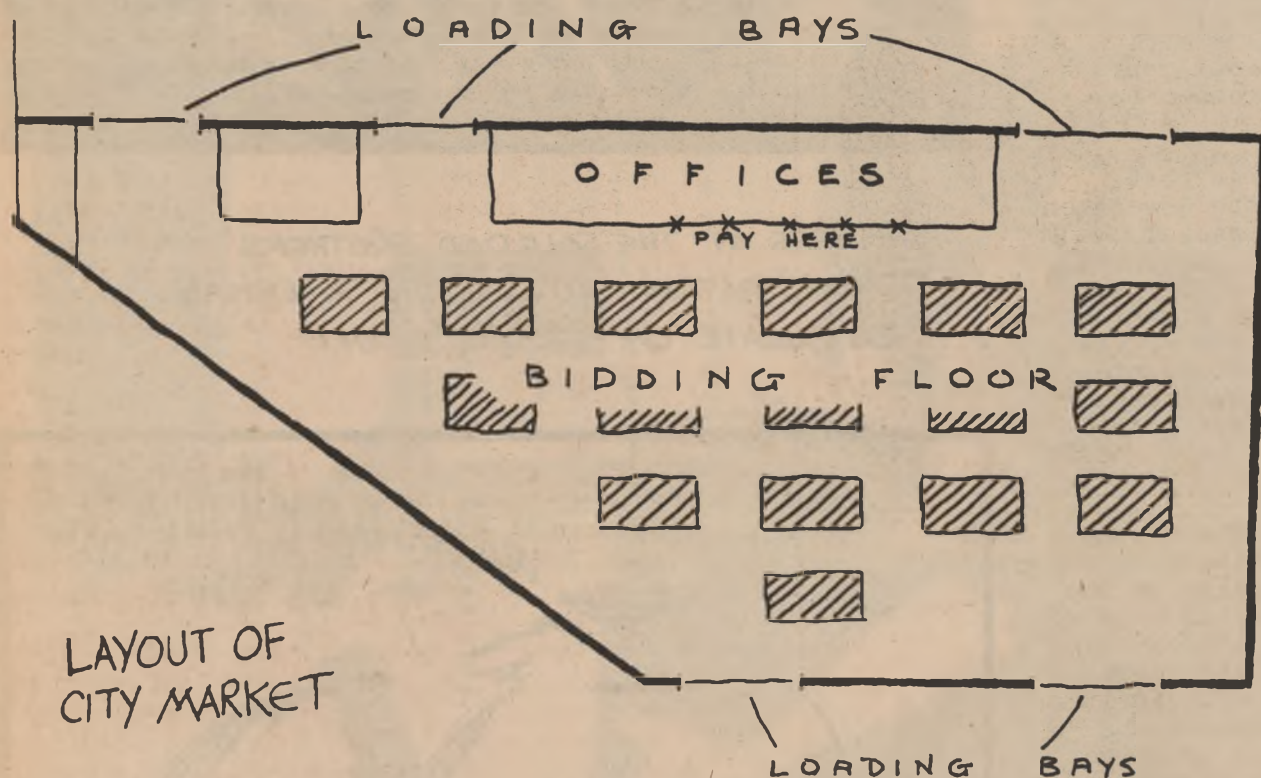 LOADING BAYS
OFFICES
PAY HERE
BIDDING FLOOR
LAYOUT OF
CITY MARKET
LOADING BAYS